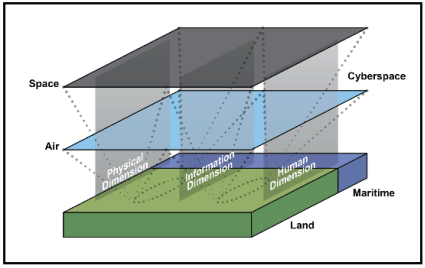 Space
Cyberspace
Air
Physical
Dimension
Information
Dimension
Human
Dimension
Maritime
Land